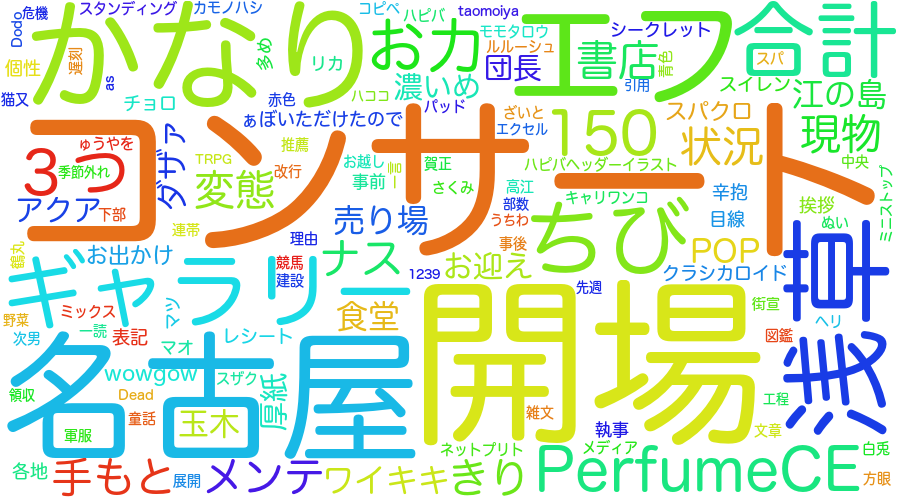 危機
スタンディング
カモノハシ
コピペ
ハピバ
taomoiya
モモタロウ
シークレット
Dodo
かなり
多め
遅刻
個性
リカ
お力
ルルーシュ
団長
エフ
書店
青色
引用
合計
スパ
猫又
as
チョロ
赤色
ハココ
濃いめ
パッド
ざいと
エクセル
スイレン
江の島
スパクロ
現物
ぁぼいただけたので
コンサート
150
状況
ゅうやを
3つ
季節外れ
ダザァ
TRPG
推薦
改行
変態
お越し
事前
賀正
さくみ
ハピバヘッダーイラスト
中央
ミニストップ
アクア
下部
連帯
売り場
高江
部数
うちわ
キャリワンコ
辛抱
目線
挨拶
ぬい
鶴丸
お出かけ
理由
ナス
お迎え
事後
ちび
POP
クラシカロイド
浅草
ギャラリー
競馬
建設
1239
先週
街宣
ヘリ
野菜
ミックス
マツ
食堂
開場
図鑑
次男
一読
表記
マオ
レシート
名古屋
wowgow
スザク
厚紙
領収
Dead
童話
玉木
雑文
工程
軍服
執事
文章
各地
手もと
展開
メンテ
ワイキキ
きり
ネットプリト
メディア
PerfumeCE
白兎
方眼